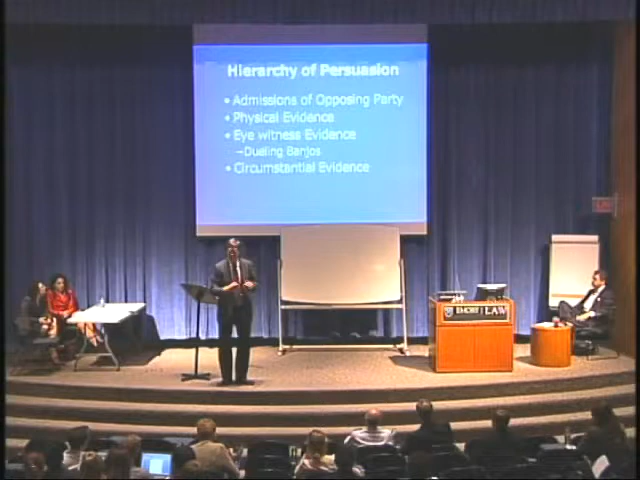 Hierarchy of Persuasion
• Admissions of Opposing Party
• Physical Evidence
• Eye witness Evidence
–Dueling Banjos
• Circumstantial Evidence
EMORY | LAW